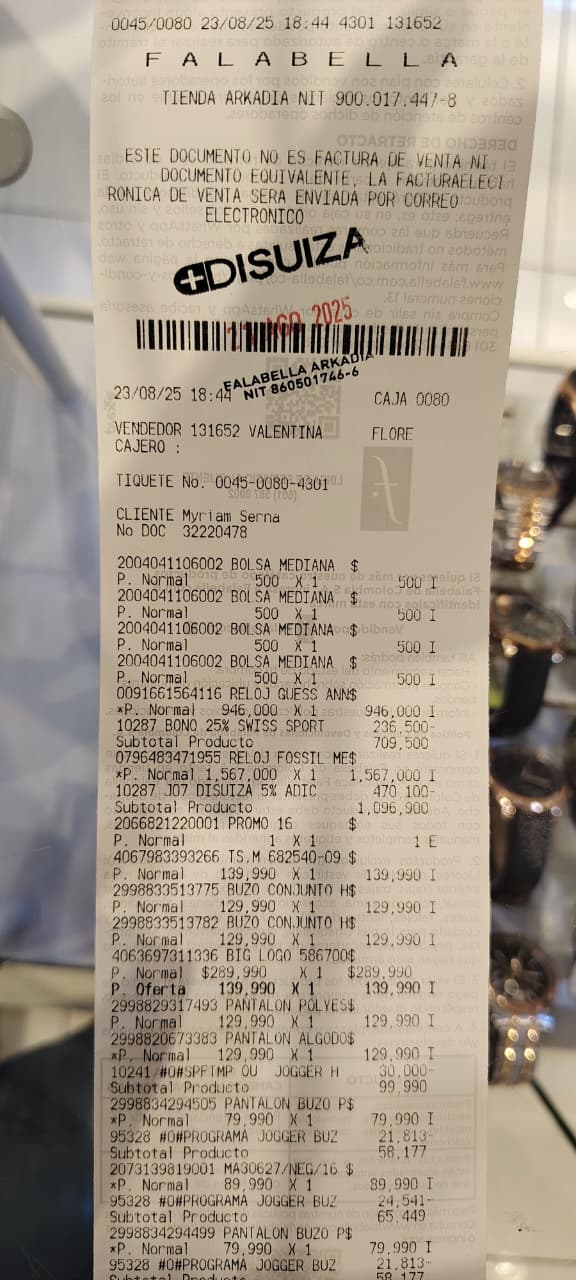 0045/0080 23/08/25 18:44 4301 131652
F A L A B E L L A
TIENDA ARKADIA NIT 900.017.447-8
ESTE DOCUMENTO NO ES FACTURA DE VENTA NI
DOCUMENTO EQUIVALENTE, LA FACTURAELECT
RONICA DE VENTA SERA ENVIADA POR CORREO
ELECTRONICO
DISUIZA
AGO 2025
FALABELLA ARKADIA
NIT 860501746-6
23/08/25 18:44 CAJA 0080
VENDEDOR 131652 VALENTINA FLORE
CAJERO :
TIQUETE No. 0045-0080-4301
CLIENTE Myriam Serna
No DOC 32220478
2004041106002 BOLSA MEDIANA $
P. Normal 500 X 1 500 I
2004041106002 BOLSA MEDIANA $
P. Normal 500 X 1 500 I
2004041106002 BOLSA MEDIANA $
P. Normal 500 X 1 500 I
2004041106002 BOLSA MEDIANA $
P. Normal 500 X 1 500 I
0091661564116 RELOJ GUESS ANN$
*P. Normal 946,000 X 1 946,000 I
10287 BONO 25% SWISS SPORT 236,500-
Subtotal Producto 709,500
0796483471955 RELOJ FOSSIL ME$
*P. Normal 1,567,000 X 1 1,567,000 I
10287 J07 DISUIZA 5% ADIC 470,100-
Subtotal Producto 1,096,900
2066821220001 PROMO 16 $
P. Normal 1 X 1 1 E
4067983393266 TS.M 682540-09 $
P. Normal 139,990 X 1 139,990 I
2998833513775 BUZO CONJUNTO H$
P. Normal 129,990 X 1 129,990 I
2998833513782 BUZO CONJUNTO H$
P. Normal 129,990 X 1 129,990 I
4063697311336 BIG LOGO 586700$
P. Normal $289,990 X 1 $289,990
P. Oferta 139,990 X 1 139,990 I
2998829317493 PANTALON POLYES$
P. Normal 129,990 X 1 129,990 I
2998820673383 PANTALON ALGODO$
*P. Normal 129,990 X 1 129,990 I
10241 #0#SPFTMP OU JOGGER H 30,000-
Subtotal Producto 99,990
2998834294505 PANTALON BUZO P$
*P. Normal 79,990 X 1 79,990 I
95328 #0#PROGRAMA JOGGER BUZ 21,813-
Subtotal Producto 58,177
2073139819001 MA30627/NEG/16 $
*P. Normal 89,990 X 1 89,990 I
95328 #0#PROGRAMA JOGGER BUZ 24,541-
Subtotal Producto 65,449
2998834294499 PANTALON BUZO P$
*P. Normal 79,990 X 1 79,990 I
95328 #0#PROGRAMA JOGGER BUZ 21,813-
Subtotal Producto 58,177